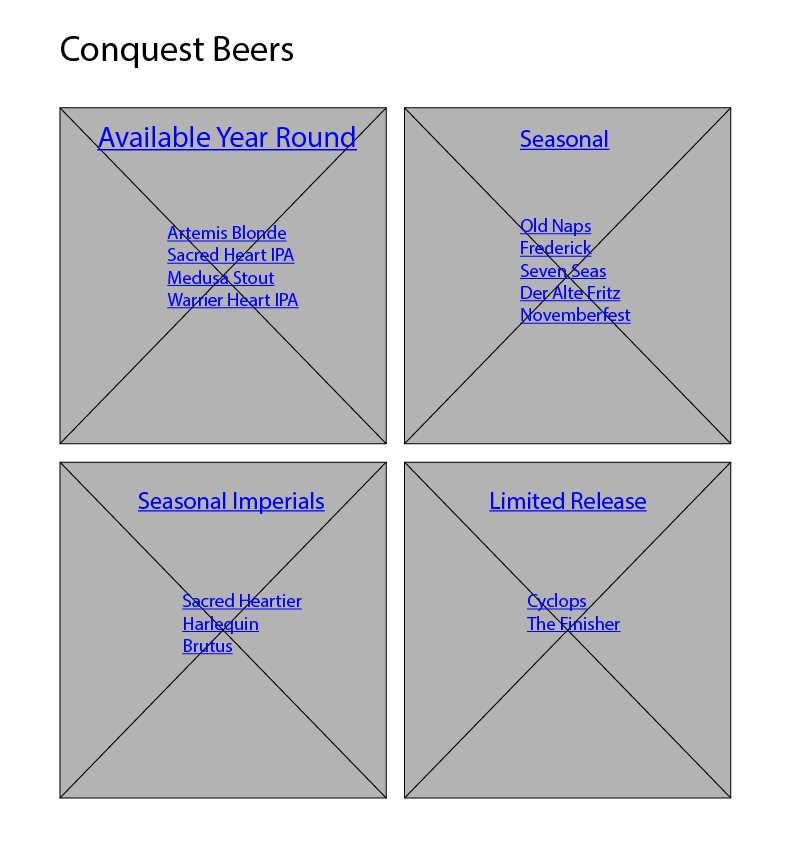 Conquest Beers
Available Year Round
Artemis Blonde
Sacred Heart IPA
Medusa Stout
Warrier Heart IPA
Seasonal
Old Naps
Frederick
Seven Seas
Der Alte Fritz
Novemberfest
Seasonal Imperials
Sacred Heartier
Harlequin
Brutus
Limited Release
Cyclops
The Finisher